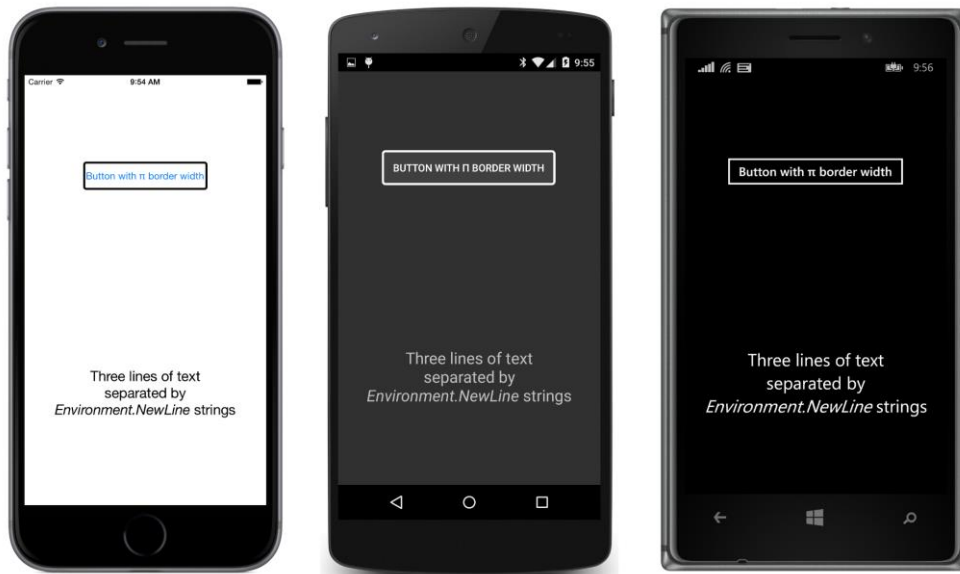 Carrier 9:54 AM
Button with π border width
Three lines of text
separated by
Environment.NewLine strings
9:55
BUTTON WITH Π BORDER WIDTH
Three lines of text
separated by
Environment.NewLine strings
9:56
Button with π border width
Three lines of text
separated by
Environment.NewLine strings